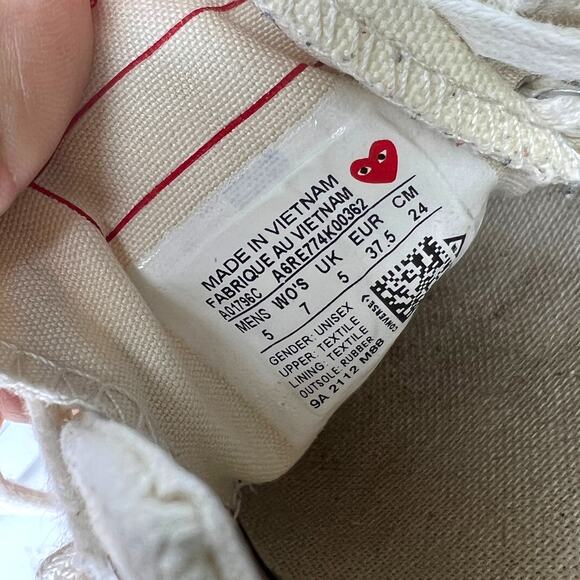 MADE IN VIETNAM
FABRIQUE AU VIETNAM
A01796C A6RE774K00362
MENS WO'S UK EUR CM
5 7 5 37.5 24
GENDER: UNISEX
UPPER: TEXTILE
LINING: TEXTILE
OUTSOLE: RUBBER
9A 2112 M8B
CONVERSE